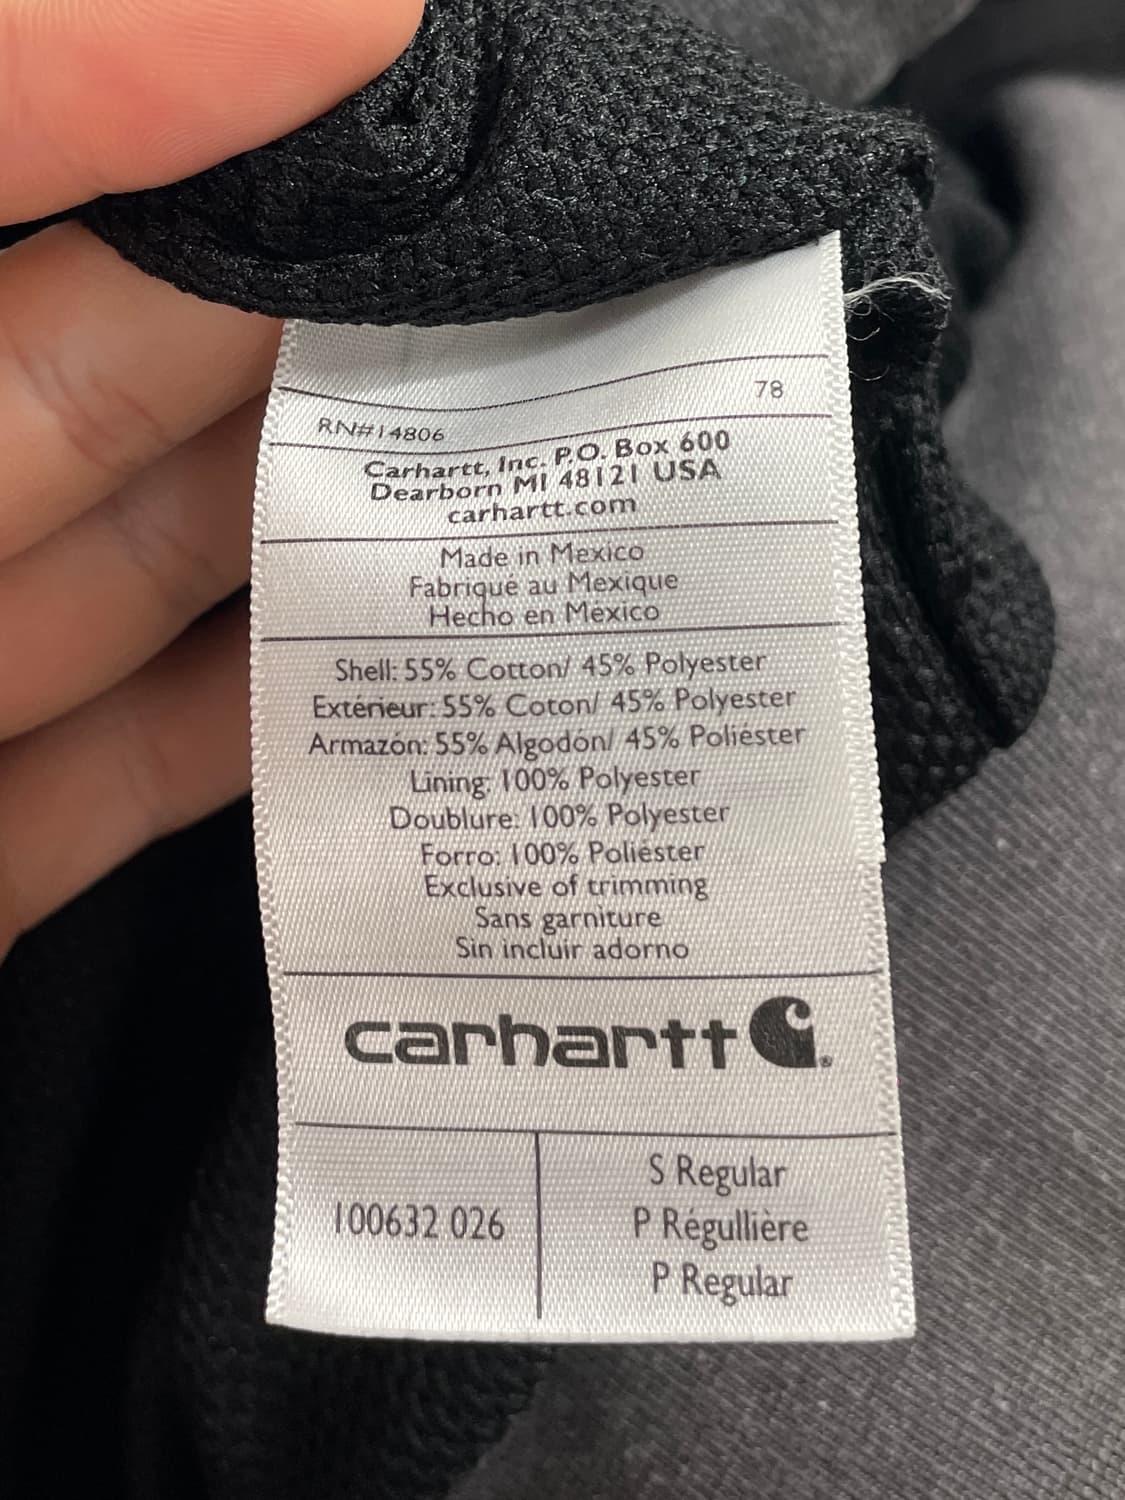 78
RN#14806
Carhartt, Inc. P.O. Box 600
Dearborn MI 48121 USA
carhartt.com
Made in Mexico
Fabriqué au Mexique
Hecho en México
Shell: 55% Cotton/ 45% Polyester
Extérieur: 55% Coton/ 45% Polyester
Armazón: 55% Algodón/ 45% Poliéster
Lining: 100% Polyester
Doublure: 100% Polyester
Forro: 100% Poliéster
Exclusive of trimming
Sans garniture
Sin incluir adorno
carhartt
100632 026
S Regular
P Régullière
P Regular